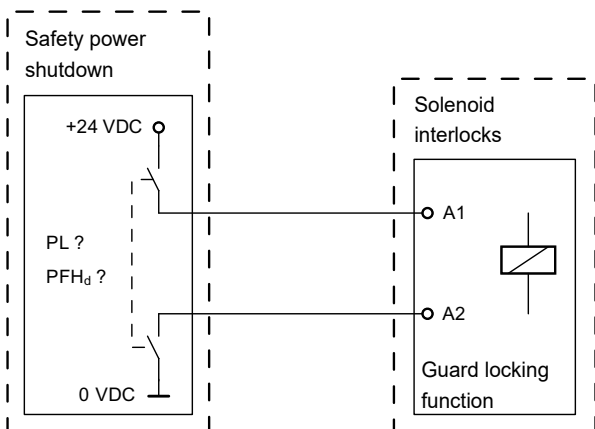 Safety power
shutdown
+24 VDC
PL ?
PFHd ?
0 VDC
Solenoid
interlocks
A1
A2
Guard locking
function